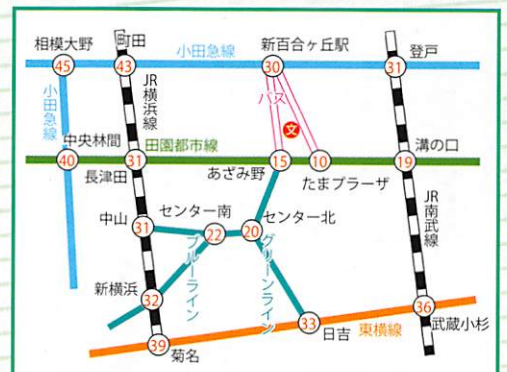 相模大野
町田
小田急線
新百合ヶ丘駅
登戸
45
43
30
31
小田急線
JR横浜線
バス
文
中央林間
田園都市線
溝の口
40
31
15
10
19
長津田
あざみ野
たまプラーザ
JR南武線
中山
センター南
センター北
31
22
20
ブルーライン
グリーンライン
新横浜
32
33
36
日吉
東横線
武蔵小杉
39
菊名